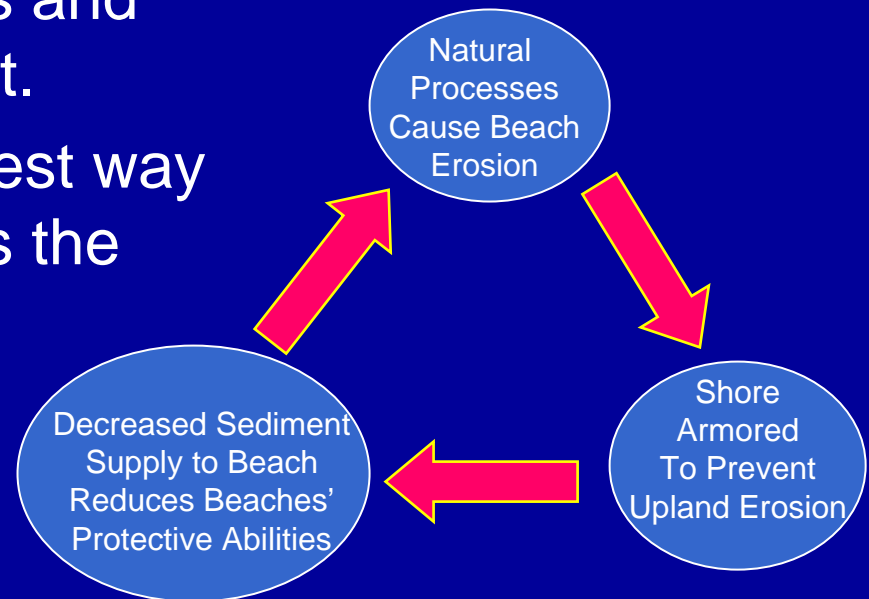 s and
t.
est way
s the
Natural
Processes
Cause Beach
Erosion
Shore
Armored
To Prevent
Upland Erosion
Decreased Sediment
Supply to Beach
Reduces Beaches’
Protective Abilities